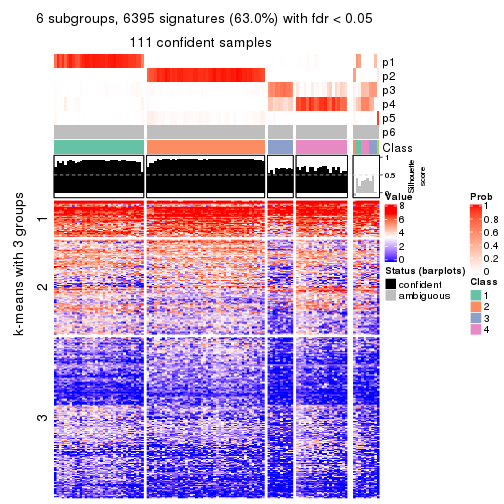 6 subgroups, 6395 signatures (63.0%) with fdr < 0.05
111 confident samples
p1
p2
p3
p4
p5
p6
Class
1
0.5
0
Silhouette
score
k-means with 3 groups
1
2
3
Value
8
6
4
2
0
Status (barplots)
confident
ambiguous
Prob
1
0.8
0.6
0.4
0.2
0
Class
1
2
3
4